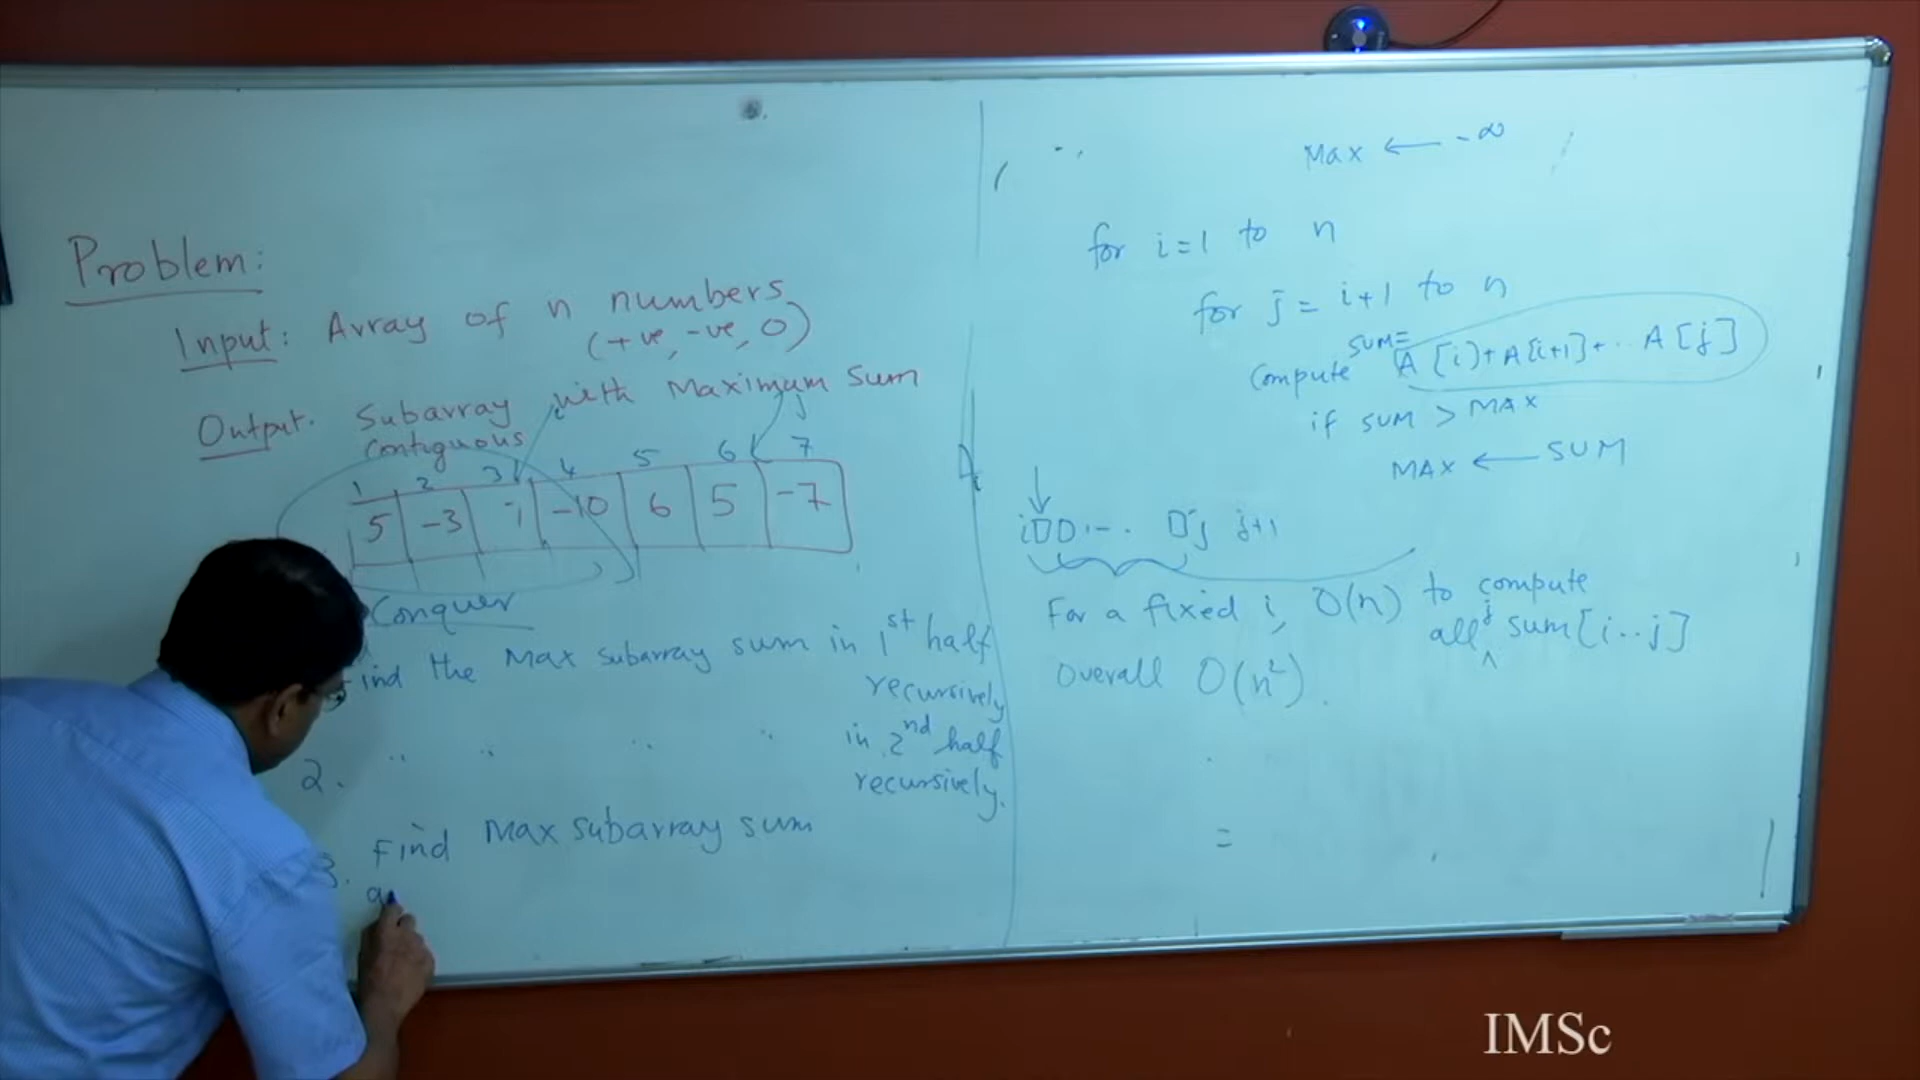 Problem:
Input: Array of n numbers
(+ve, -ve, 0)
Output. Subarray with Maximum Sum
Contiguous
j
1 2 3 4 5 6 7
5 -3 -1 -10 6 5 -7
Conquer
Find the Max subarray sum in 1st half
recursively
2. " " " " in 2nd half
recursively.
3. Find Max subarray sum
a
Max ← -∞
for i=1 to n
for j = i+1 to n
SUM=
Compute A[i]+A[i+1]+.. A[j]
if SUM > MAX
MAX ← SUM
i ... j j+1
For a fixed i, O(n) to compute
all j sum[i..j]
Overall O(n²).
=
IMSc